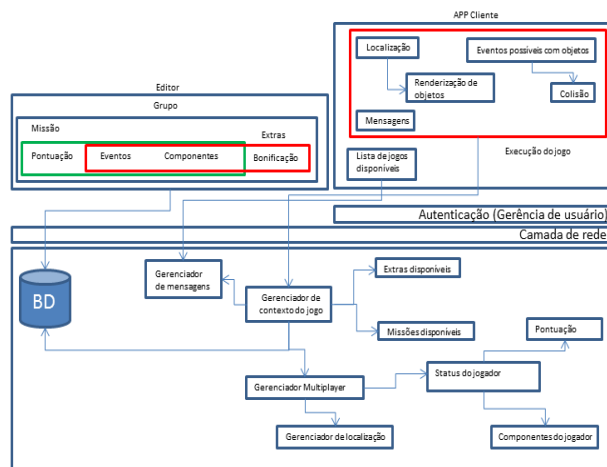 APP Cliente
Localização
Eventos possíveis com objetos
Renderização de
objetos
Colisão
Mensagens
Lista de jogos
disponíveis
Execução do jogo
Editor
Grupo
Missão
Extras
Pontuação
Eventos
Componentes
Bonificação
Autenticação (Gerência de usuário)
Camada de rede
BD
Gerenciador
de mensagens
Gerenciador de
contexto do jogo
Extras disponíveis
Missões disponíveis
Pontuação
Gerenciador Multiplayer
Status do jogador
Gerenciador de localização
Componentes do jogador